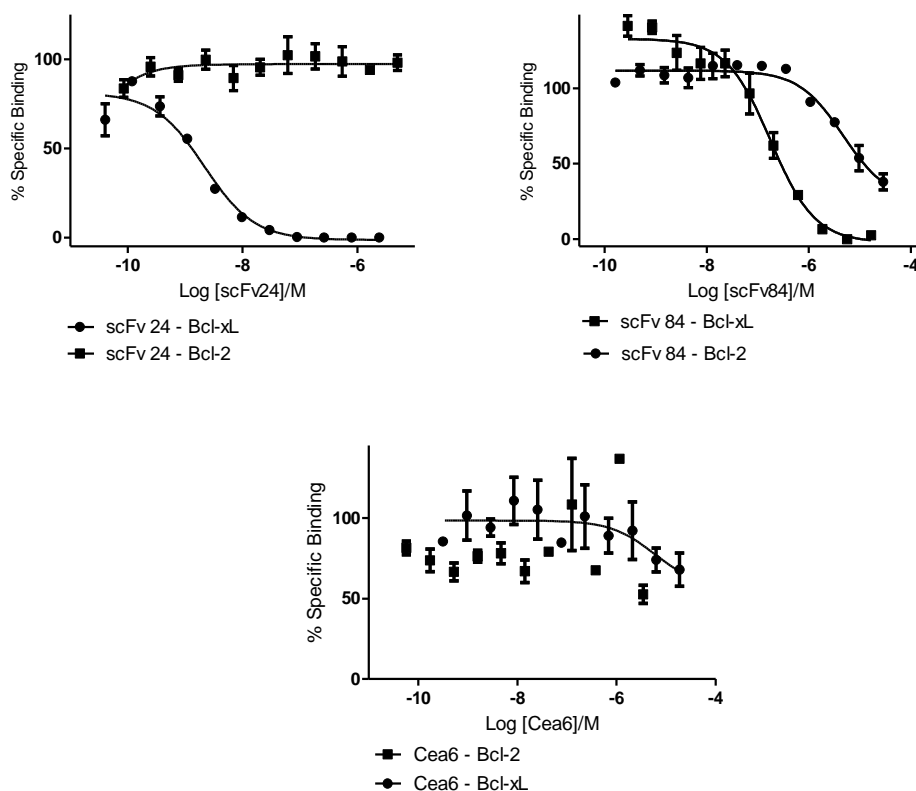 100
50
0
% Specific Binding
-10
-8
-6
Log [scFv24]/M
scFv 24 - Bcl-xL
scFv 24 - Bcl-2
100
50
0
% Specific Binding
-10
-8
-6
-4
Log [scFv84]/M
scFv 84 - Bcl-xL
scFv 84 - Bcl-2
100
50
0
% Specific Binding
-10
-8
-6
-4
Log [Cea6]/M
Cea6 - Bcl-2
Cea6 - Bcl-xL